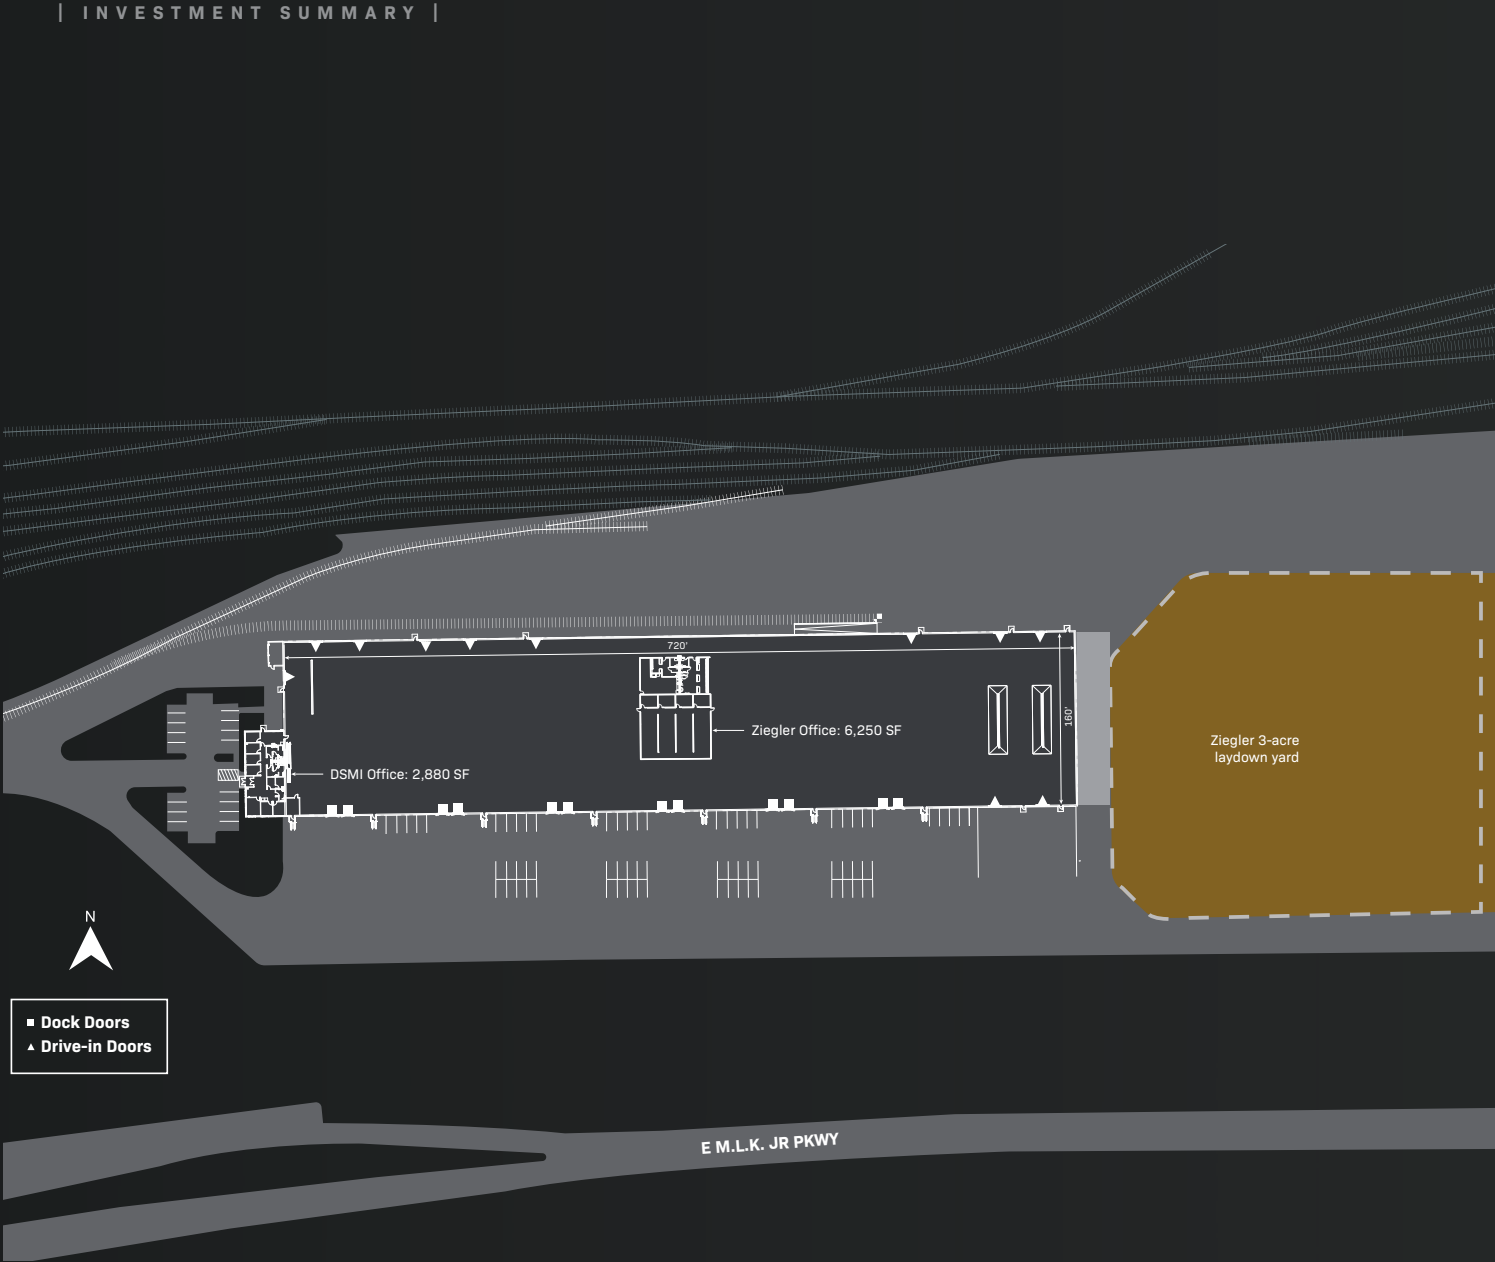 | INVESTMENT SUMMARY |
720'
160'
Ziegler Office: 6,250 SF
Ziegler 3-acre
laydown yard
DSMI Office: 2,880 SF
N
Dock Doors
Drive-in Doors
E M.L.K. JR PKWY